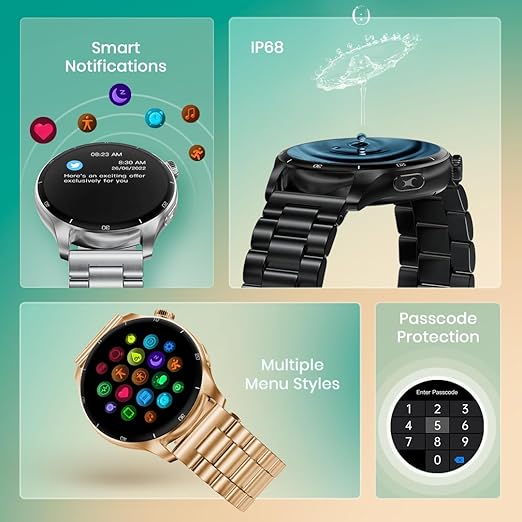 Smart
Notifications
09:23 AM
8:30 AM
26/06/2022
Here's an exciting offer
exclusively for you
IP68
Multiple
Menu Styles
Passcode
Protection
Enter Passcode
1 2 3
4 5 6
7 8 9
0